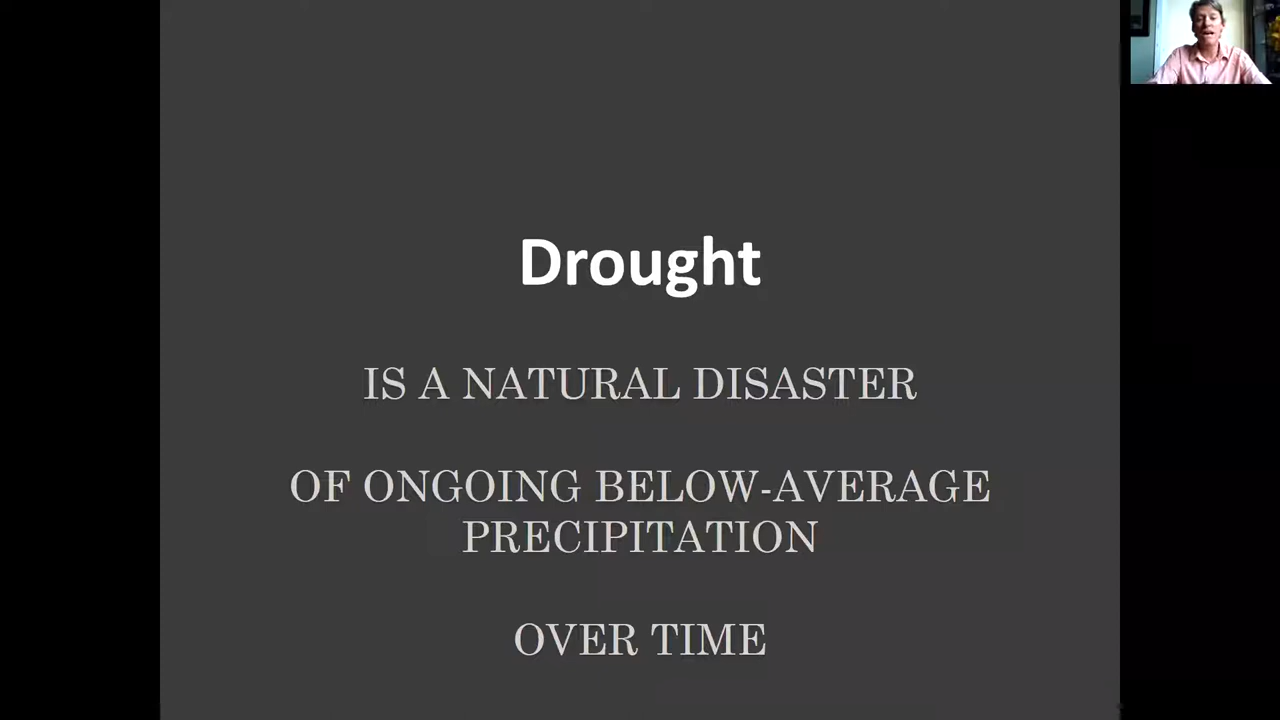 Drought
IS A NATURAL DISASTER
OF ONGOING BELOW-AVERAGE
PRECIPITATION
OVER TIME